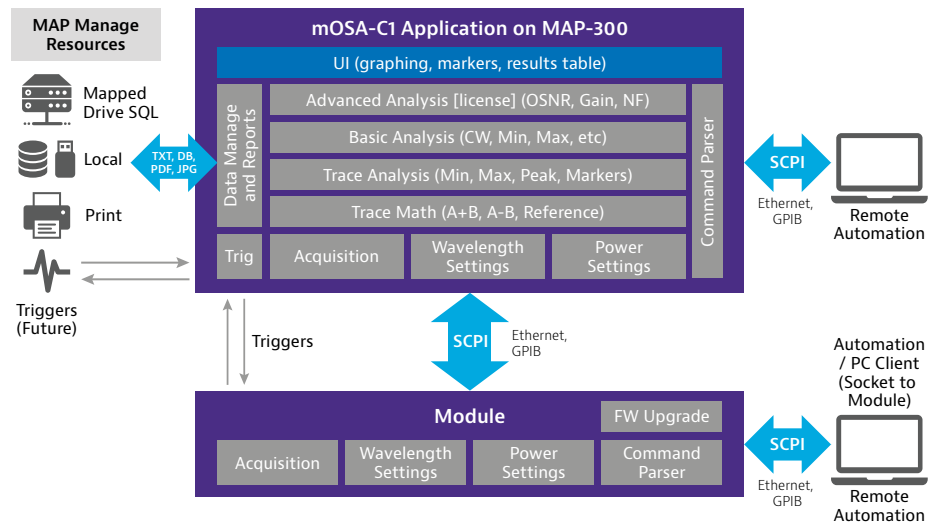 MAP Manage
Resources
Mapped
Drive SQL
Local
Print
Triggers
(Future)
TXT, DB,
PDF, JPG
mOSA-C1 Application on MAP-300
UI (graphing, markers, results table)
Data Manage
and Reports
Advanced Analysis [license] (OSNR, Gain, NF)
Basic Analysis (CW, Min, Max, etc)
Trace Analysis (Min, Max, Peak, Markers)
Trace Math (A+B, A-B, Reference)
Command Parser
Trig
Acquisition
Wavelength
Settings
Power
Settings
SCPI
Ethernet,
GPIB
Remote
Automation
Triggers
SCPI
Ethernet,
GPIB
Module
FW Upgrade
Acquisition
Wavelength
Settings
Power
Settings
Command
Parser
SCPI
Ethernet,
GPIB
Automation
/ PC Client
(Socket to
Module)
Remote
Automation